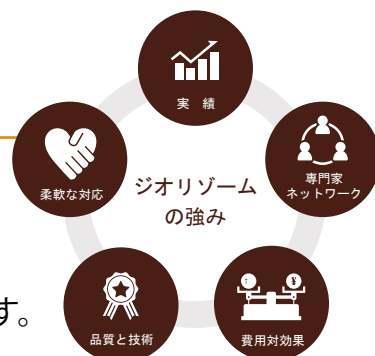 実 績
柔軟な対応
専門家
ネットワーク
ジオリゾーム
の強み
す。
品質と技術
費用対効果
¥